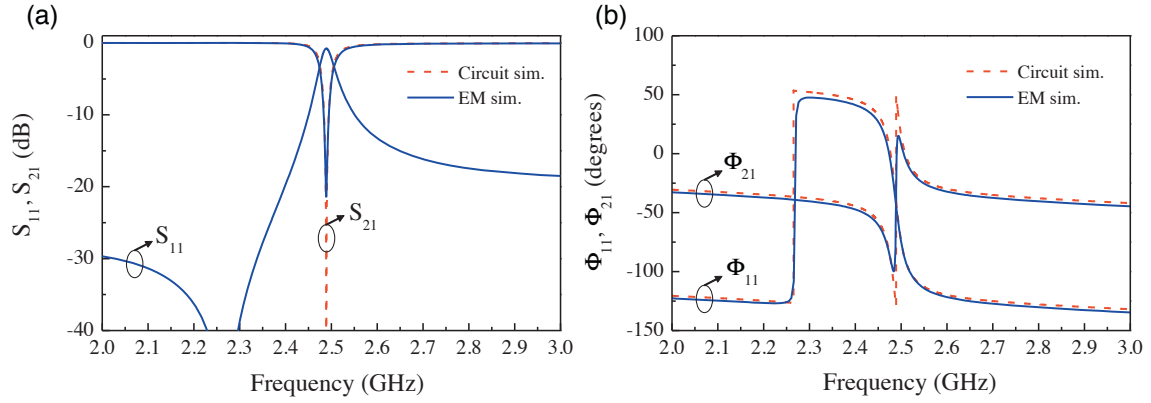 (a)
S11, S21 (dB)
0
-10
-20
-30
-40
Circuit sim.
EM sim.
S21
S11
2.0 2.1 2.2 2.3 2.4 2.5 2.6 2.7 2.8 2.9 3.0
Frequency (GHz)
(b)
Φ11, Φ21 (degrees)
100
50
0
-50
-100
-150
Circuit sim.
EM sim.
Φ21
Φ11
2.0 2.1 2.2 2.3 2.4 2.5 2.6 2.7 2.8 2.9 3.0
Frequency (GHz)